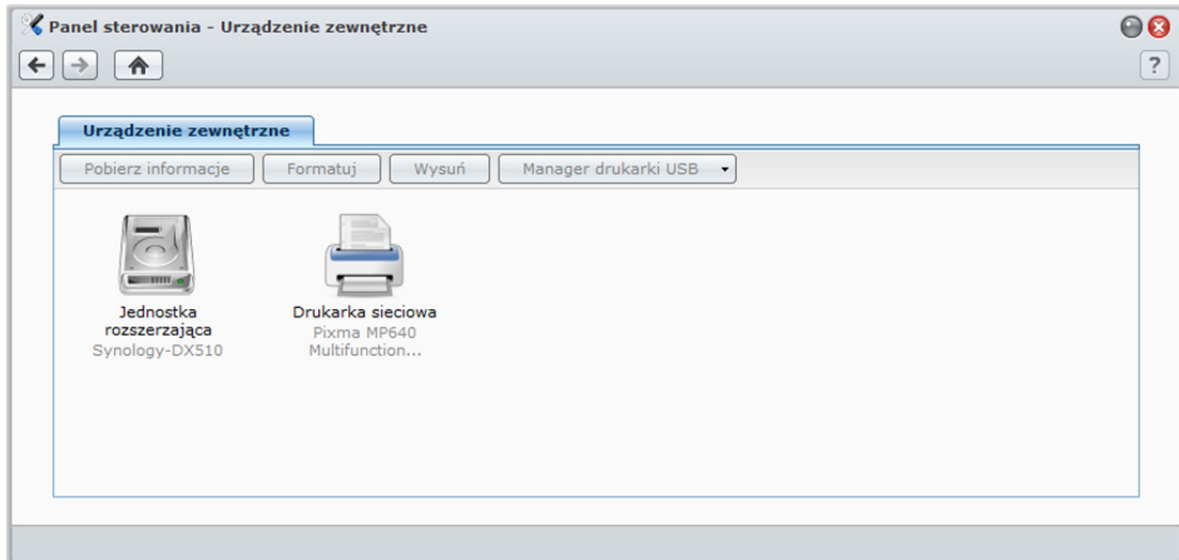 Panel sterowania - Urządzenie zewnętrzne
?
Urządzenie zewnętrzne
Pobierz informacje Formatuj Wysuń Manager drukarki USB
Jednostka
rozszerzająca
Synology-DX510
Drukarka sieciowa
Pixma MP640
Multifunction...